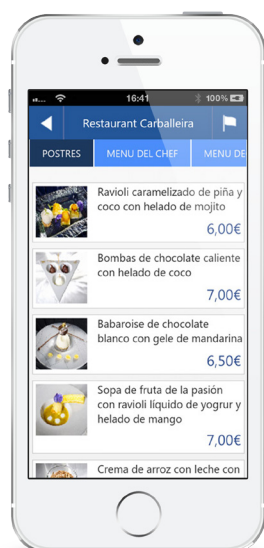 16:41
100%
Restaurant Carballeira
POSTRES
MENU DEL CHEF
MENU DE
Ravioli caramelizado de piña y
coco con helado de mojito
6,00€
Bombas de chocolate caliente
con helado de coco
7,00€
Babaroise de chocolate
blanco con gele de mandarina
6,50€
Sopa de fruta de la pasión
con ravioli líquido de yogrur y
helado de mango
7,00€
Crema de arroz con leche con